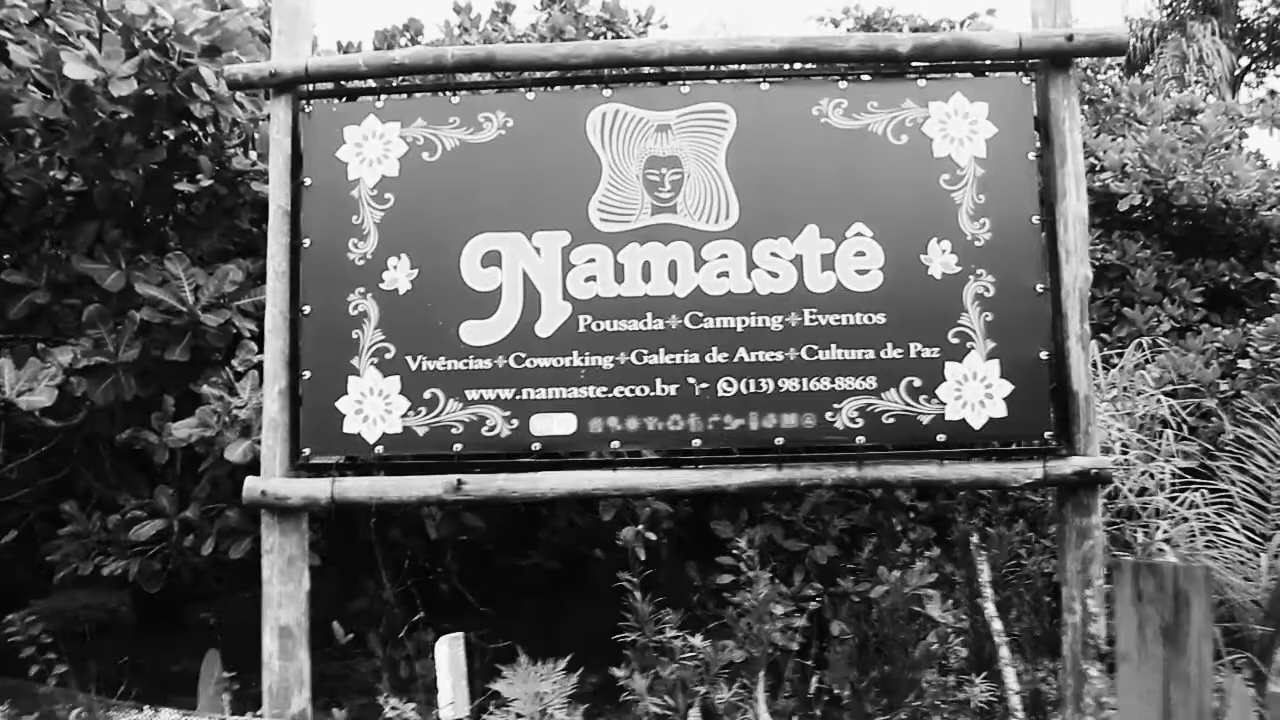 Namastê
Pousada+Camping+Eventos
Vivências+Coworking+Galeria de Artes+Cultura de Paz
www.namaste.eco.br (13) 98168-8868